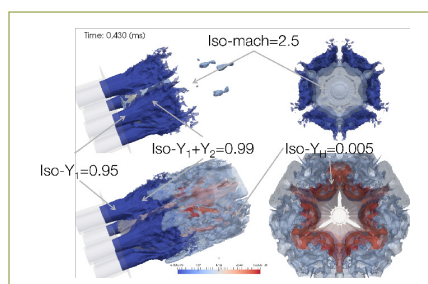 Time: 0.430 (ms)
Iso-mach=2.5
Iso-Y1+Y2=0.99
Iso-YH=0.005
Iso-Y1=0.95